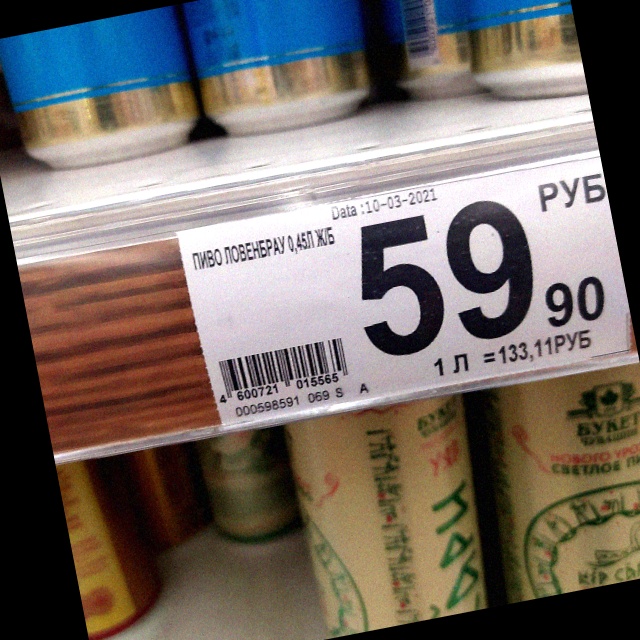 Data :10-03-2021
ПИВО ЛОВЕНБРАУ 0,45Л Ж/Б
59 90 РУБ
1 Л =133,11РУБ
4 600721 015565
000598591 069 S A
БУКЕТ
СВЕТЛОЕ